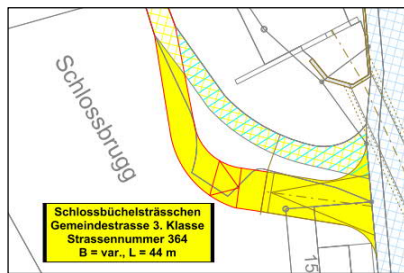 Schlossbrugg
Schlossbüchelsträsschen
Gemeindestrasse 3. Klasse
Strassennummer 364
B = var., L = 44 m